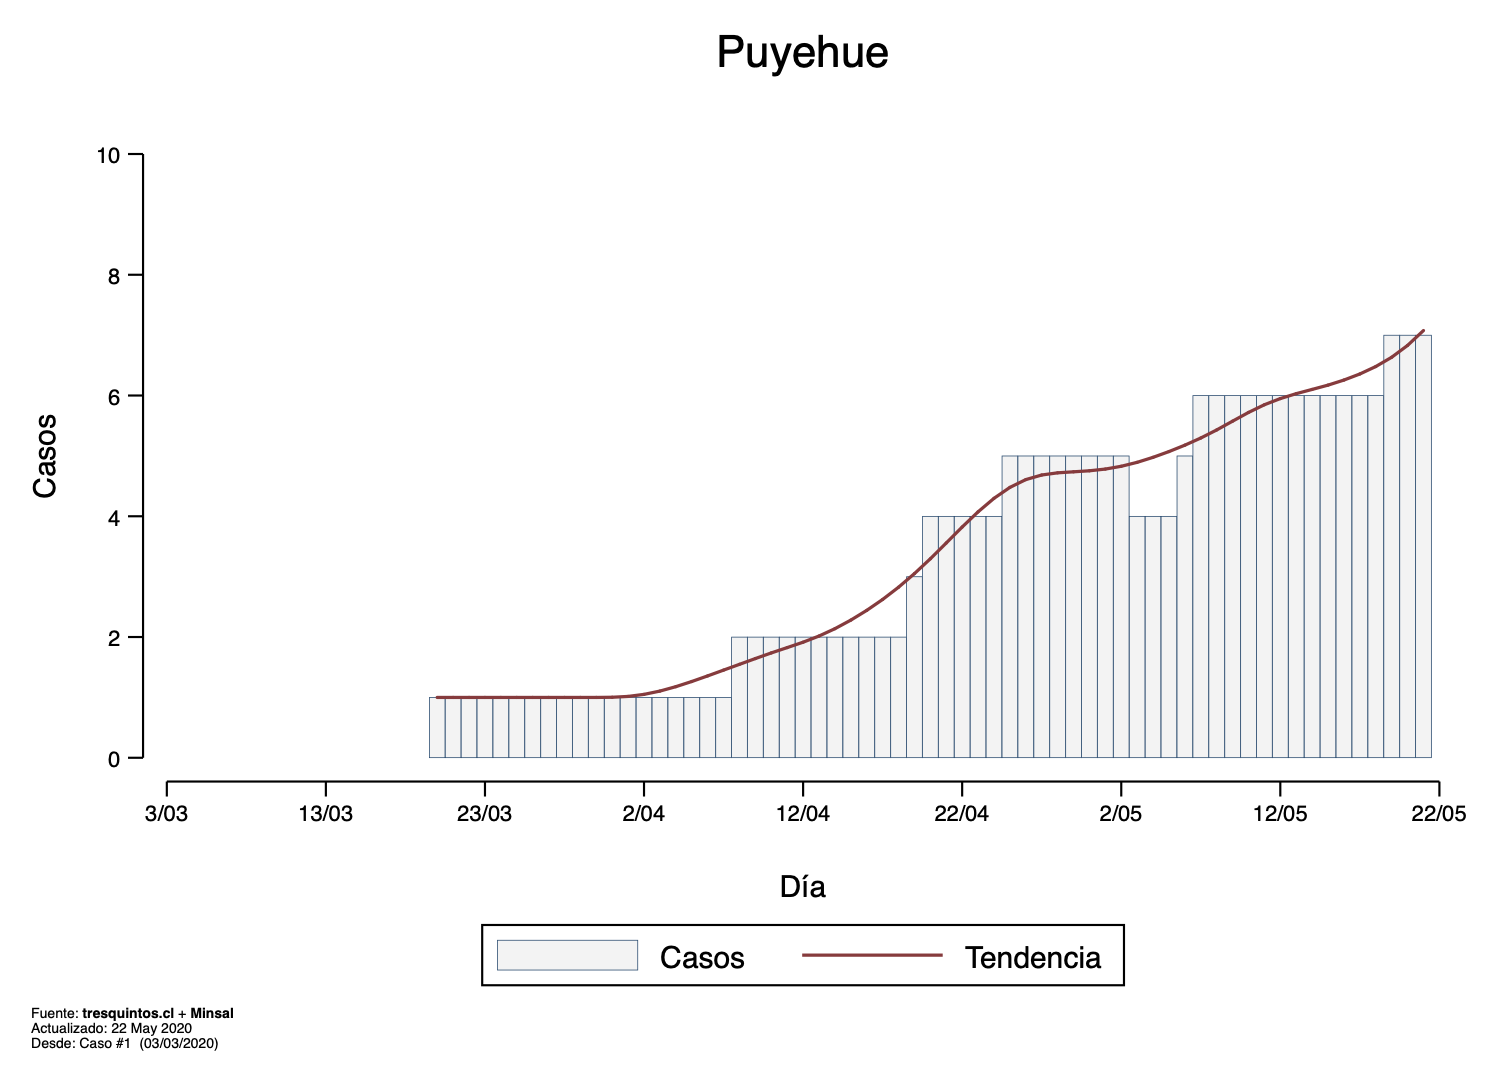 Puyehue
10
8
6
4
2
0
Casos
3/03 13/03 23/03 2/04 12/04 22/04 2/05 12/05 22/05
Día
Casos Tendencia
Fuente: tresquintos.cl + Minsal
Actualizado: 22 May 2020
Desde: Caso #1 (03/03/2020)